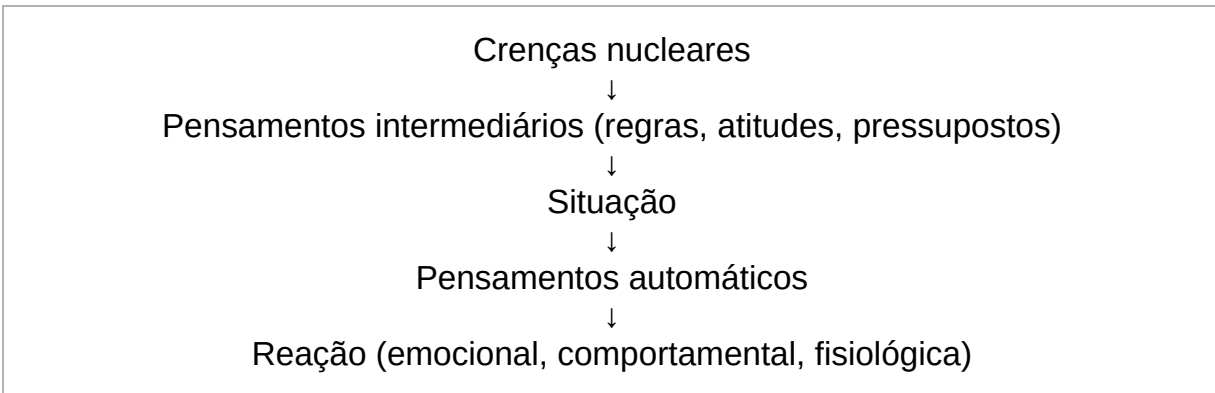 Crenças nucleares
↓
Pensamentos intermediários (regras, atitudes, pressupostos)
↓
Situação
↓
Pensamentos automáticos
↓
Reação (emocional, comportamental, fisiológica)